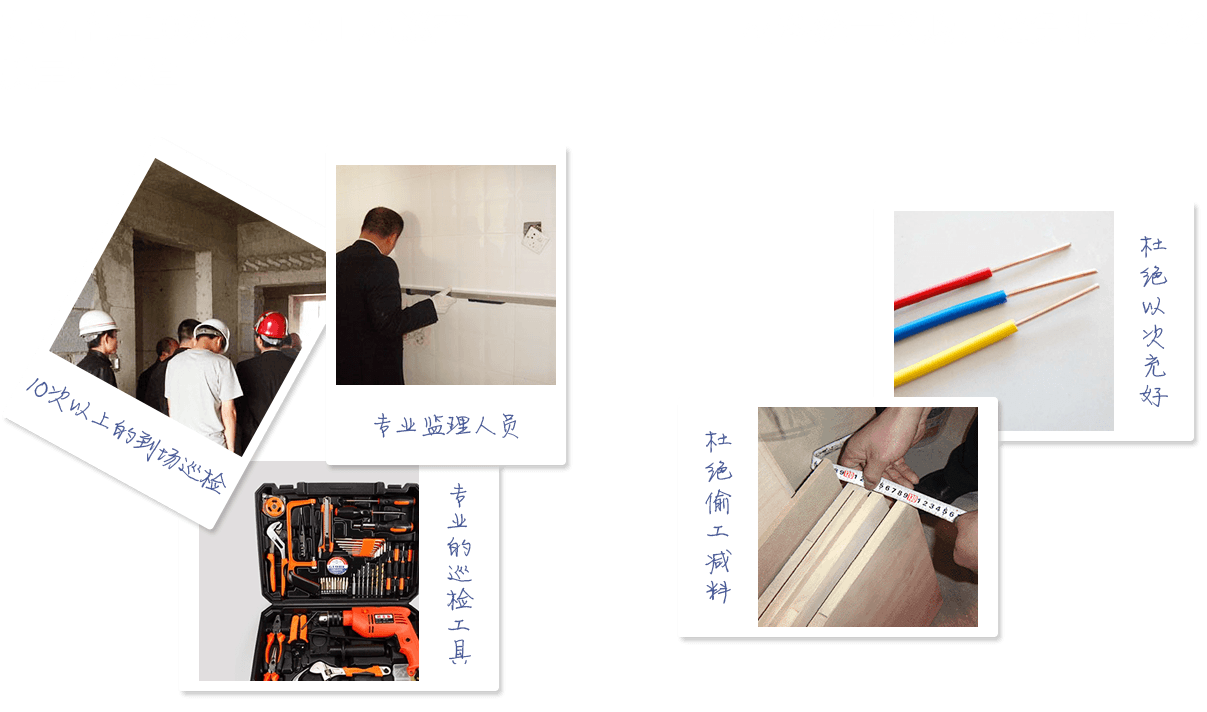 10次以上的到场巡检
专业监理人员
专业的巡检工具
杜绝以次充好
杜绝偷工减料